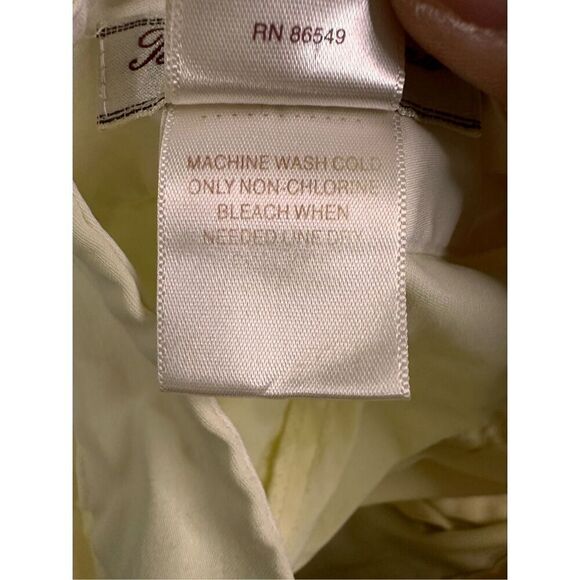 RN 86549
MACHINE WASH COLD
ONLY NON-CHLORINE
BLEACH WHEN
NEEDED LINE DRY